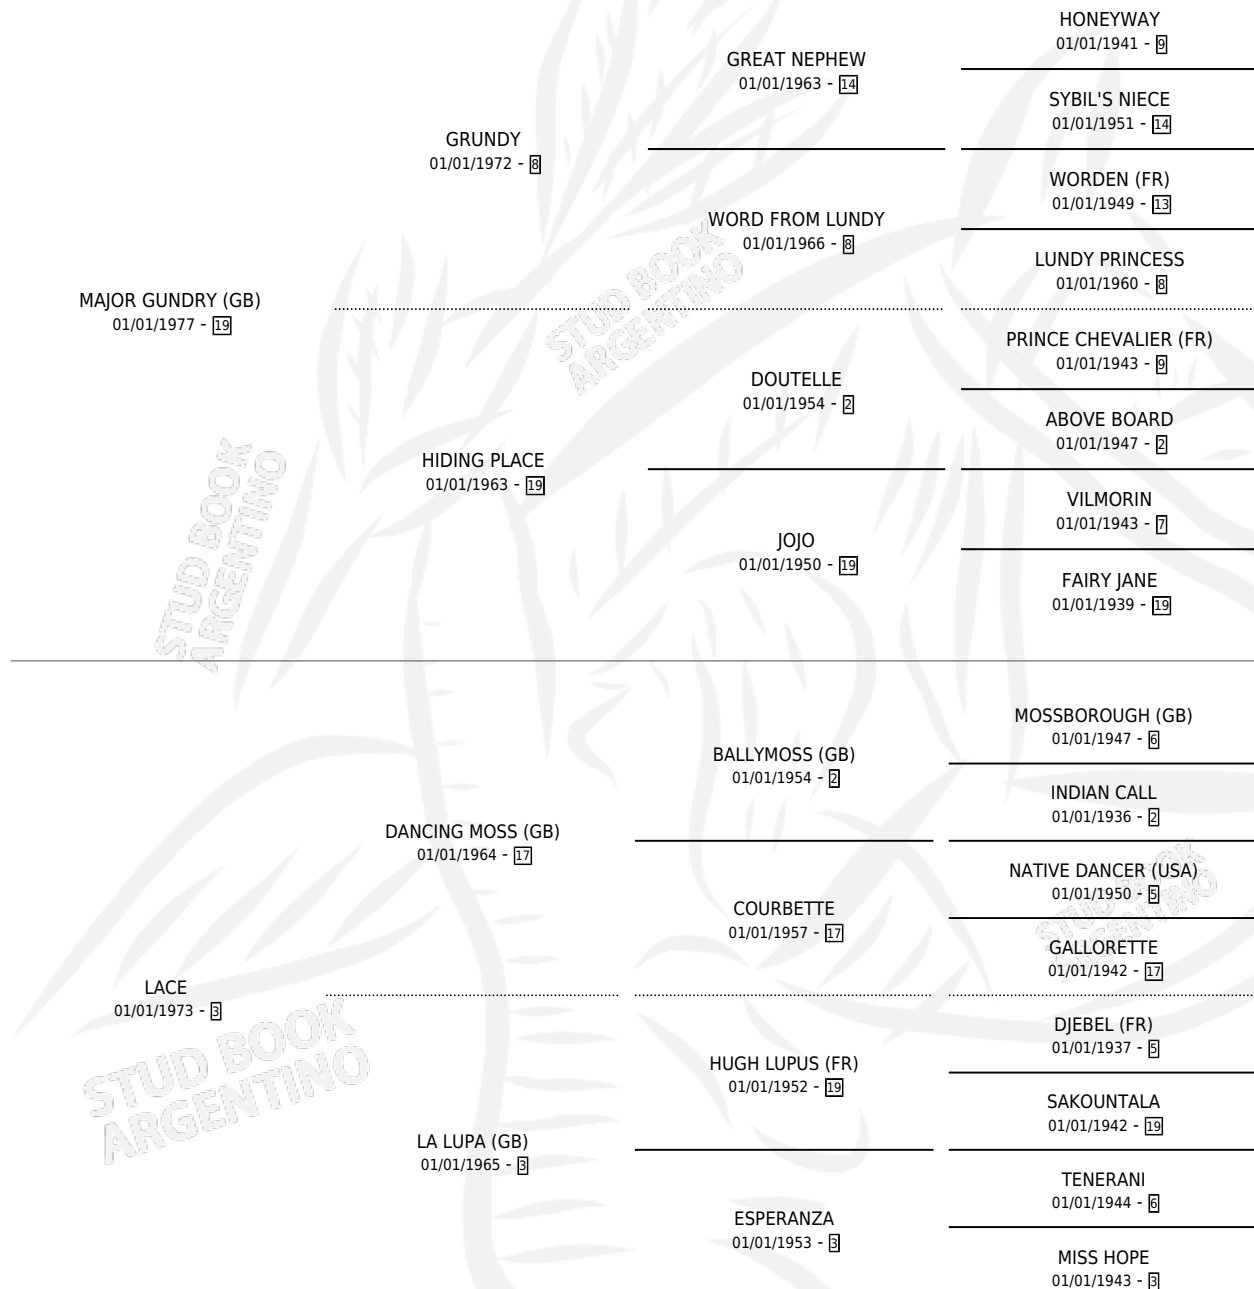 HONEYWAY
01/01/1941 - 9
GREAT NEPHEW
01/01/1963 - 14
SYBIL'S NIECE
01/01/1951 - 14
GRUNDY
01/01/1972 - 8
WORDEN (FR)
01/01/1949 - 13
WORD FROM LUNDY
01/01/1966 - 8
LUNDY PRINCESS
01/01/1960 - 8
MAJOR GUNDRY (GB)
01/01/1977 - 19
PRINCE CHEVALIER (FR)
01/01/1943 - 9
DOUTELLE
01/01/1954 - 2
ABOVE BOARD
01/01/1947 - 2
HIDING PLACE
01/01/1963 - 19
VILMORIN
01/01/1943 - 7
JOJO
01/01/1950 - 19
FAIRY JANE
01/01/1939 - 19
STUD BOOK
ARGENTINO
STUD BOOK
ARGENTINO
MOSSBOROUGH (GB)
01/01/1947 - 6
BALLYMOSS (GB)
01/01/1954 - 2
INDIAN CALL
01/01/1936 - 2
DANCING MOSS (GB)
01/01/1964 - 17
NATIVE DANCER (USA)
01/01/1950 - 5
COURBETTE
01/01/1957 - 17
GALLORETTE
01/01/1942 - 17
LACE
01/01/1973 - 3
DJEBEL (FR)
01/01/1937 - 5
HUGH LUPUS (FR)
01/01/1952 - 19
SAKOUNTALA
01/01/1942 - 19
LA LUPA (GB)
01/01/1965 - 3
TENERANI
01/01/1944 - 6
ESPERANZA
01/01/1953 - 3
MISS HOPE
01/01/1943 - 3
STUD BOOK
ARGENTINO
STUD BOOK
ARGENTINO